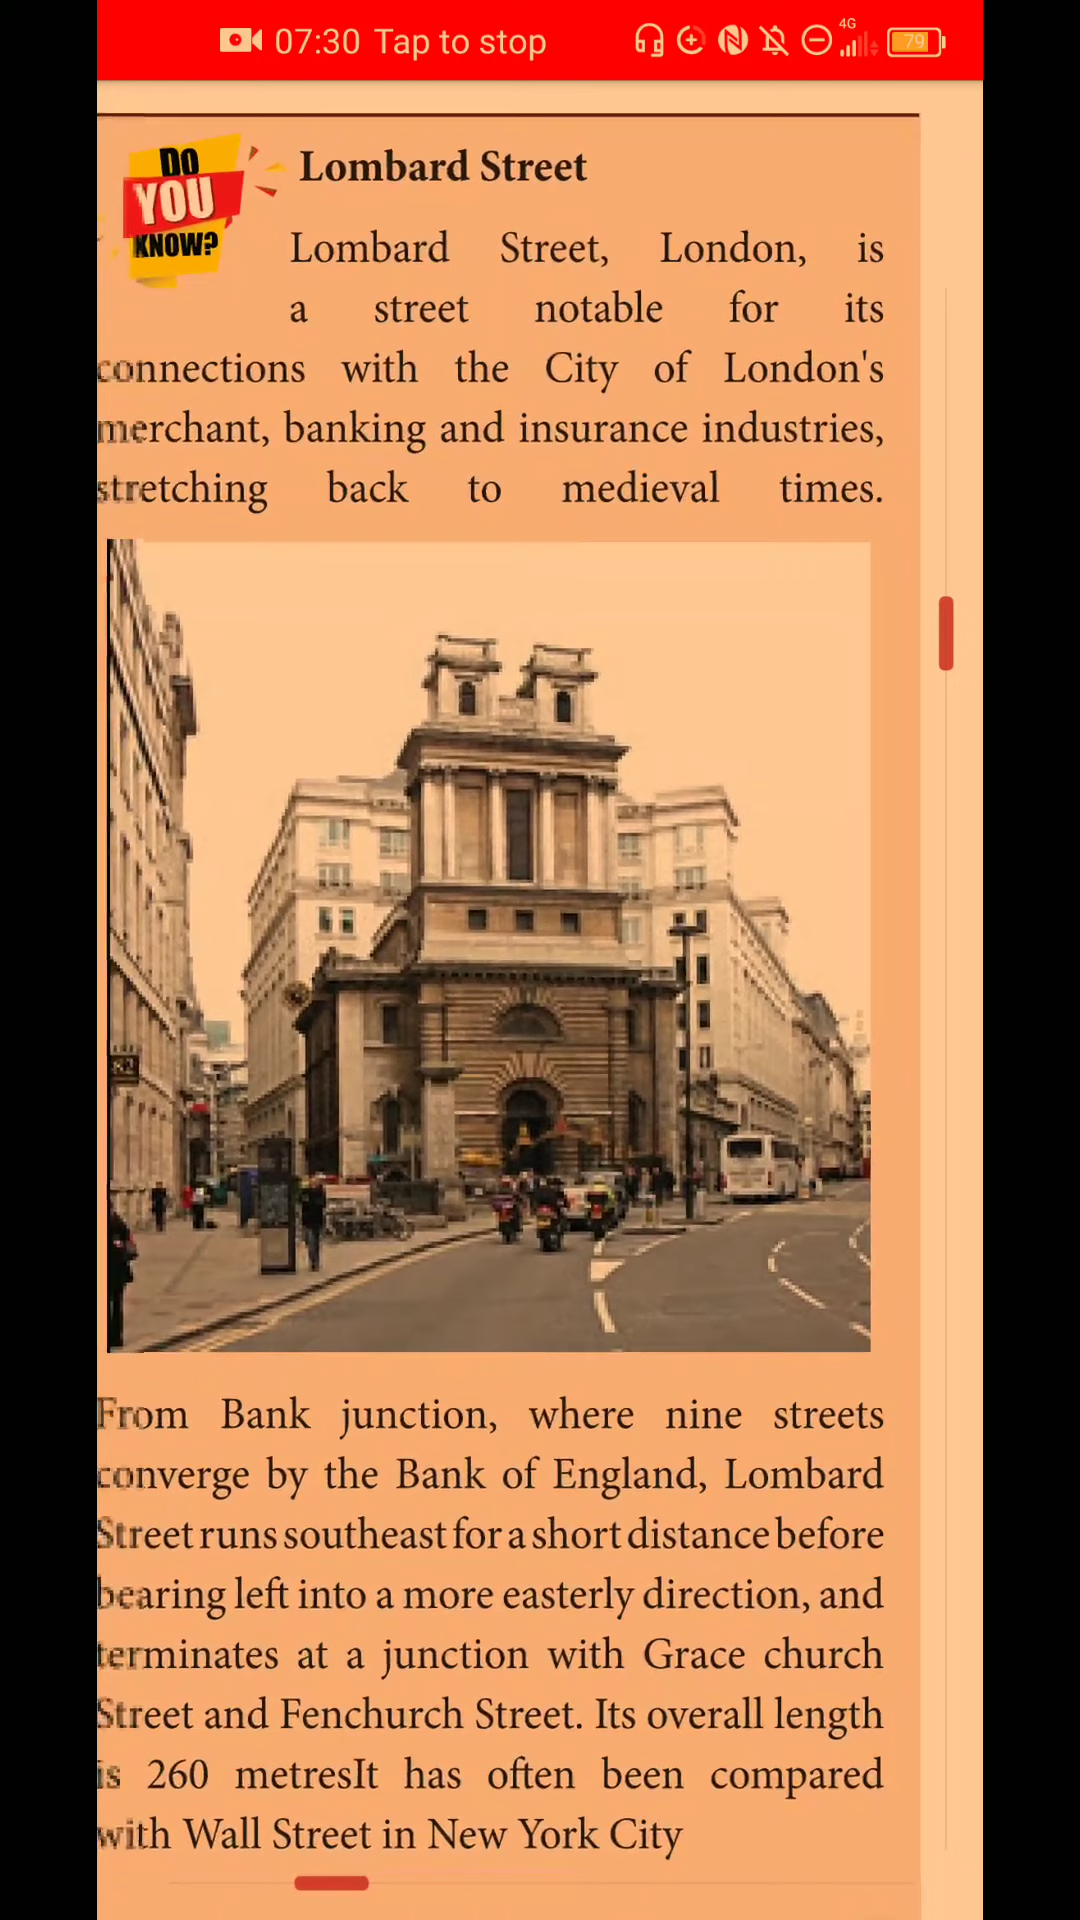 07:30 Tap to stop
4G
79
DO
YOU
KNOW?
Lombard Street
Lombard Street, London, is
a street notable for its
connections with the City of London's
merchant, banking and insurance industries,
stretching back to medieval times.
82
From Bank junction, where nine streets
converge by the Bank of England, Lombard
Street runs southeast for a short distance before
bearing left into a more easterly direction, and
terminates at a junction with Grace church
Street and Fenchurch Street. Its overall length
is 260 metresIt has often been compared
with Wall Street in New York City